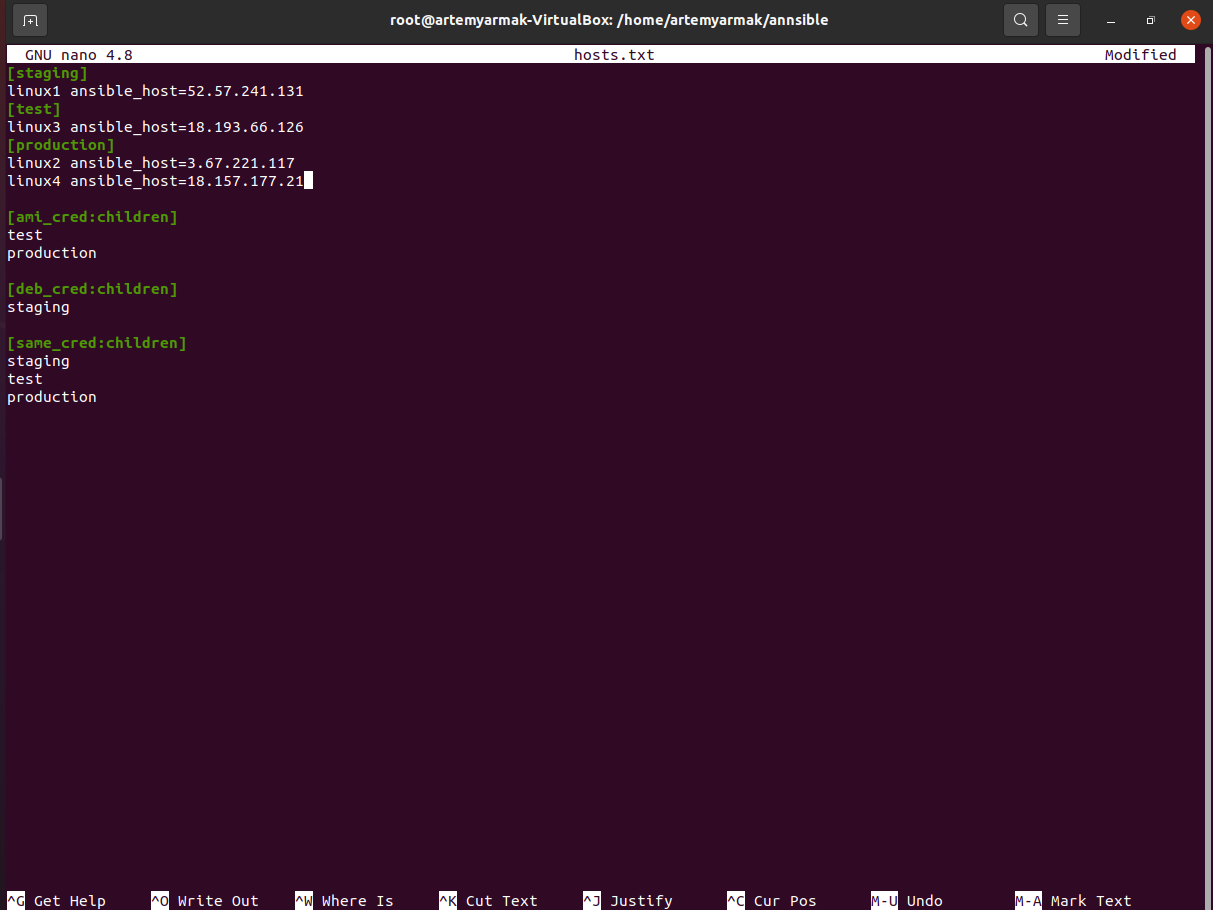 root@artemyarmak-VirtualBox: /home/artemyarmak/annsible
GNU nano 4.8 hosts.txt Modified
[staging]
linux1 ansible_host=52.57.241.131
[test]
linux3 ansible_host=18.193.66.126
[production]
linux2 ansible_host=3.67.221.117
linux4 ansible_host=18.157.177.21
[ami_cred:children]
test
production
[deb_cred:children]
staging
[same_cred:children]
staging
test
production
^G Get Help ^O Write Out ^W Where Is ^K Cut Text ^J Justify ^C Cur Pos M-U Undo M-A Mark Text